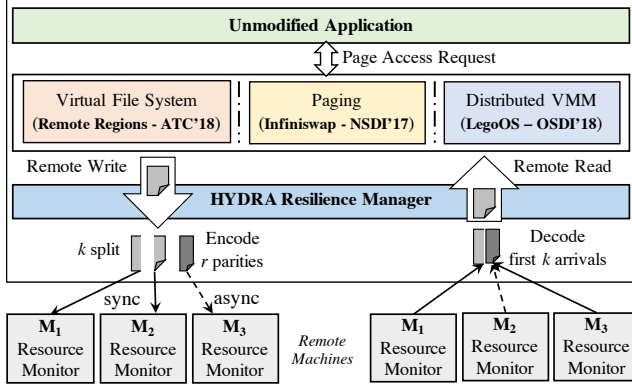 Unmodified Application
Page Access Request
Virtual File System
(Remote Regions - ATC'18)
Paging
(Infiniswap - NSDI'17)
Distributed VMM
(LegoOS – OSDI'18)
Remote Write
Remote Read
HYDRA Resilience Manager
k split
Encode
r parities
Decode
first k arrivals
sync
async
M1
Resource
Monitor
M2
Resource
Monitor
M3
Resource
Monitor
Remote
Machines
M1
Resource
Monitor
M2
Resource
Monitor
M3
Resource
Monitor